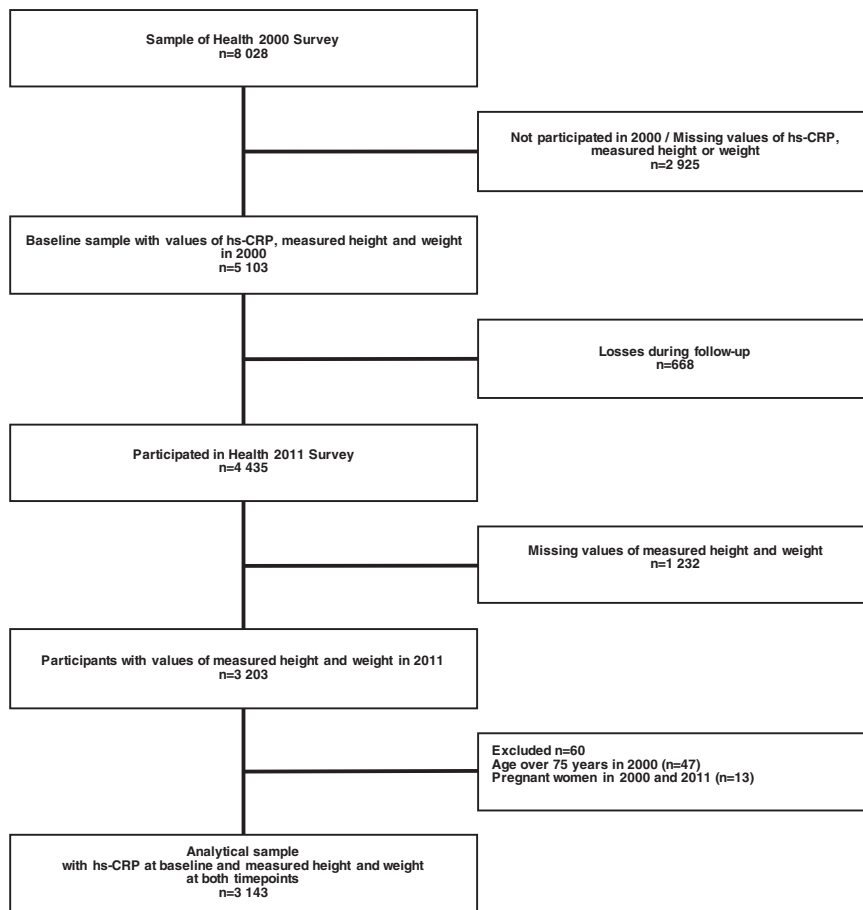 Sample of Health 2000 Survey
n=8 028
Not participated in 2000 / Missing values of hs-CRP,
measured height or weight
n=2 925
Baseline sample with values of hs-CRP, measured height and weight
in 2000
n=5 103
Losses during follow-up
n=668
Participated in Health 2011 Survey
n=4 435
Missing values of measured height and weight
n=1 232
Participants with values of measured height and weight in 2011
n=3 203
Excluded n=60
Age over 75 years in 2000 (n=47)
Pregnant women in 2000 and 2011 (n=13)
Analytical sample
with hs-CRP at baseline and measured height and weight
at both timepoints
n=3 143